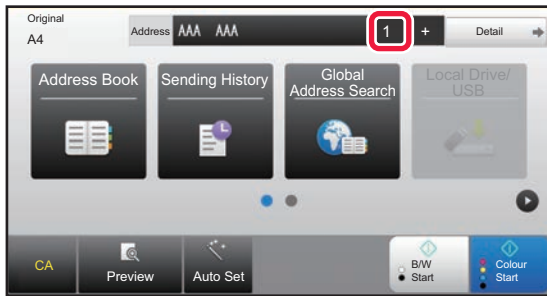 Original
A4
Address AAA AAA 1 + Detail
Address Book
Sending History
Global
Address Search
Local Drive/
USB
CA
Preview
Auto Set
B/W
Start
Colour
Start